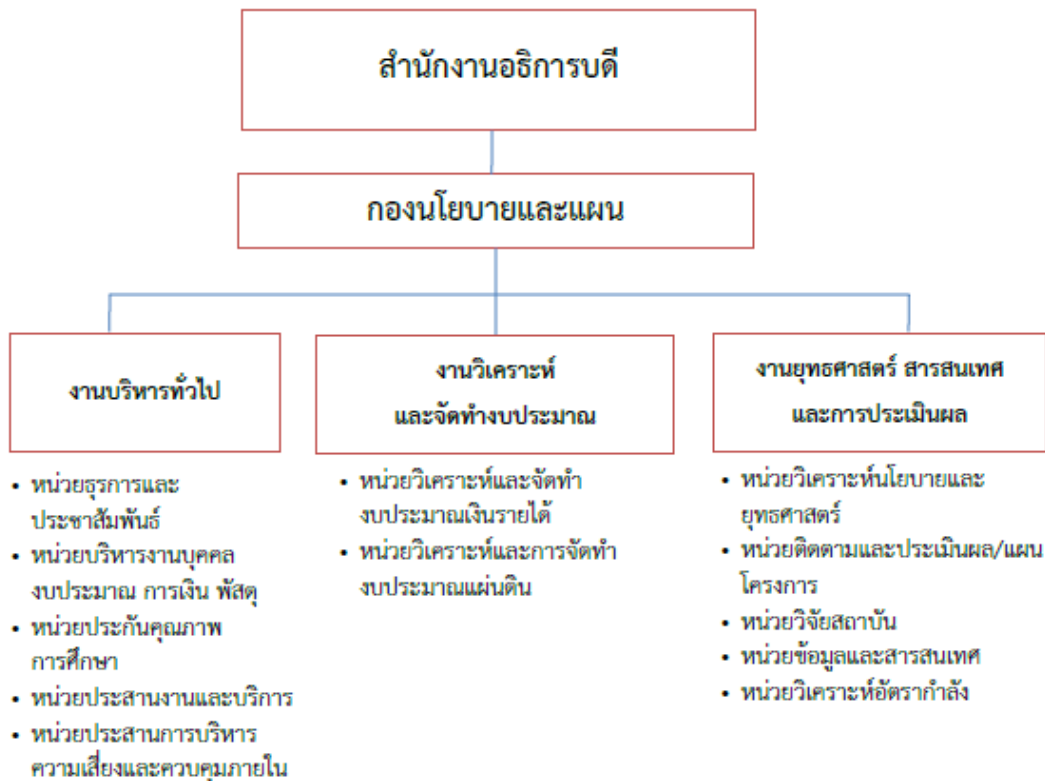 สำนักงานอธิการบดี
กองนโยบายและแผน
งานบริหารทั่วไป
• หน่วยธุรการและ
ประชาสัมพันธ์
• หน่วยบริหารงานบุคคล
งบประมาณ การเงิน พัสดุ
• หน่วยประกันคุณภาพ
การศึกษา
• หน่วยประสานงานและบริการ
• หน่วยประสานการบริหาร
ความเสี่ยงและควบคุมภายใน
งานวิเคราะห์
และจัดทำงบประมาณ
• หน่วยวิเคราะห์และจัดทำ
งบประมาณเงินรายได้
• หน่วยวิเคราะห์และการจัดทำ
งบประมาณแผ่นดิน
งานยุทธศาสตร์ สารสนเทศ
และการประเมินผล
• หน่วยวิเคราะห์นโยบายและ
ยุทธศาสตร์
• หน่วยติดตามและประเมินผล/แผน
โครงการ
• หน่วยวิจัยสถาบัน
• หน่วยข้อมูลและสารสนเทศ
• หน่วยวิเคราะห์อัตรากำลัง